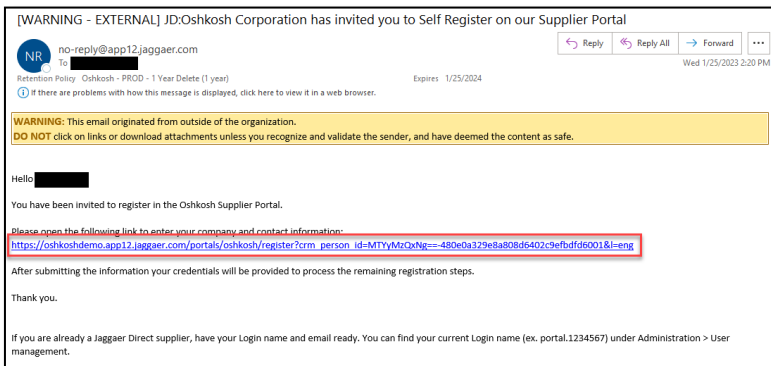 [WARNING - EXTERNAL] JD:Oshkosh Corporation has invited you to Self Register on our Supplier Portal
NR
no-reply@app12.jaggaer.com
Reply
Reply All
Forward
To
Wed 1/25/2023 2:20 PM
Retention Policy Oshkosh - PROD - 1 Year Delete (1 year)
Expires 1/25/2024
If there are problems with how this message is displayed, click here to view it in a web browser.
WARNING: This email originated from outside of the organization.
DO NOT click on links or download attachments unless you recognize and validate the sender, and have deemed the content as safe.
Hello
You have been invited to register in the Oshkosh Supplier Portal.
Please open the following link to enter your company and contact information:
https://oshkoshdemo.app12.jaggaer.com/portals/oshkosh/register?crm_person_id=MTYyMzQxNg==-480e0a329e8a808d6402c9efbdfd6001&l=eng
After submitting the information your credentials will be provided to process the remaining registration steps.
Thank you.
If you are already a Jaggaer Direct supplier, have your Login name and email ready. You can find your current Login name (ex. portal.1234567) under Administration > User
management.